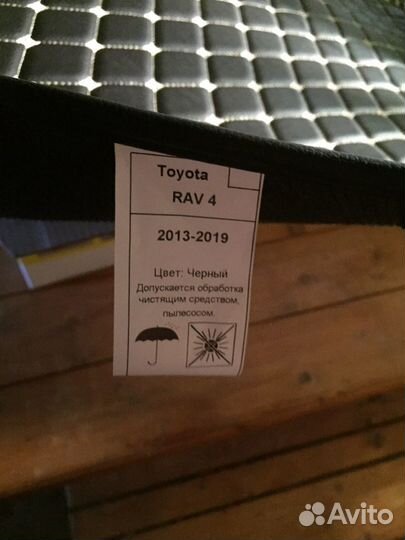 Toyota
RAV 4
2013-2019
Цвет: Черный
Допускается обработка
чистящим средством,
пылесосом.
Avito